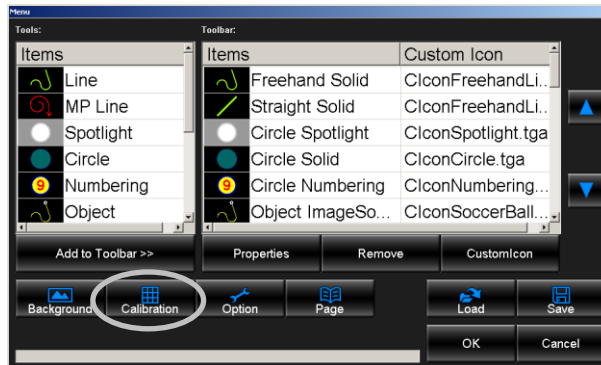 Menu
Tools:
Items
Line
MP Line
Spotlight
Circle
9 Numbering
Object
Toolbar:
Items Custom Icon
Freehand Solid CIconFreehandLi...
Straight Solid CIconFreehandLi...
Circle Spotlight CIconSpotlight.tga
Circle Solid CIconCircle.tga
9 Circle Numbering CIconNumbering...
Object ImageSo... CIconSoccerBall...
Add to Toolbar >> Properties Remove CustomIcon
Background Calibration Option Page Load Save
OK Cancel